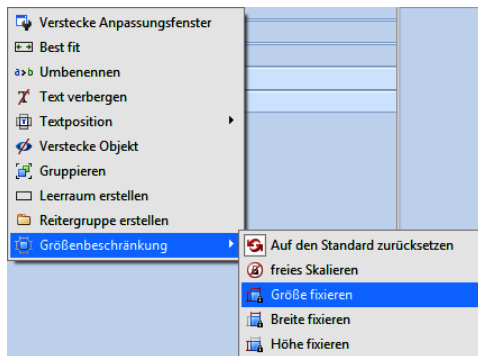 Verstecke Anpassungsfenster
Best fit
a>b Umbenennen
Text verbergen
Textposition
Verstecke Objekt
Gruppieren
Leerraum erstellen
Reitergruppe erstellen
Größenbeschränkung
Auf den Standard zurücksetzen
freies Skalieren
Größe fixieren
Breite fixieren
Höhe fixieren